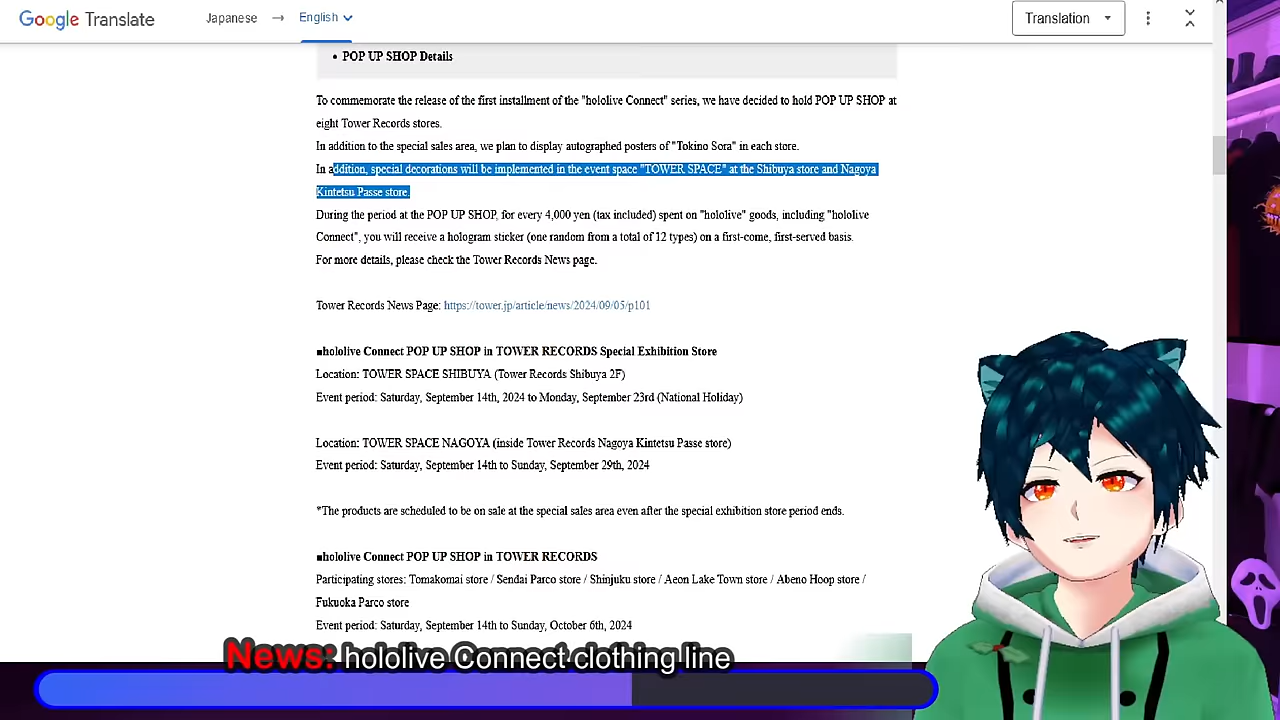 Google Translate
Japanese → English
Translation
• POP UP SHOP Details
To commemorate the release of the first installment of the "hololive Connect" series, we have decided to hold POP UP SHOP at
eight Tower Records stores.
In addition to the special sales area, we plan to display autographed posters of "Tokino Sora" in each store.
In addition, special decorations will be implemented in the event space "TOWER SPACE" at the Shibuya store and Nagoya
Kintetsu Passe store.
During the period at the POP UP SHOP, for every 4,000 yen (tax included) spent on "hololive" goods, including "hololive
Connect", you will receive a hologram sticker (one random from a total of 12 types) on a first-come, first-served basis.
For more details, please check the Tower Records News page.
Tower Records News Page: https://tower.jp/article/news/2024/09/05/p101
■hololive Connect POP UP SHOP in TOWER RECORDS Special Exhibition Store
Location: TOWER SPACE SHIBUYA (Tower Records Shibuya 2F)
Event period: Saturday, September 14th, 2024 to Monday, September 23rd (National Holiday)
Location: TOWER SPACE NAGOYA (inside Tower Records Nagoya Kintetsu Passe store)
Event period: Saturday, September 14th to Sunday, September 29th, 2024
*The products are scheduled to be on sale at the special sales area even after the special exhibition store period ends.
■hololive Connect POP UP SHOP in TOWER RECORDS
Participating stores: Tomakomai store / Sendai Parco store / Shinjuku store / Aeon Lake Town store / Abeno Hoop store /
Fukuoka Parco store
Event period: Saturday, September 14th to Sunday, October 6th, 2024
News: hololive Connect clothing line